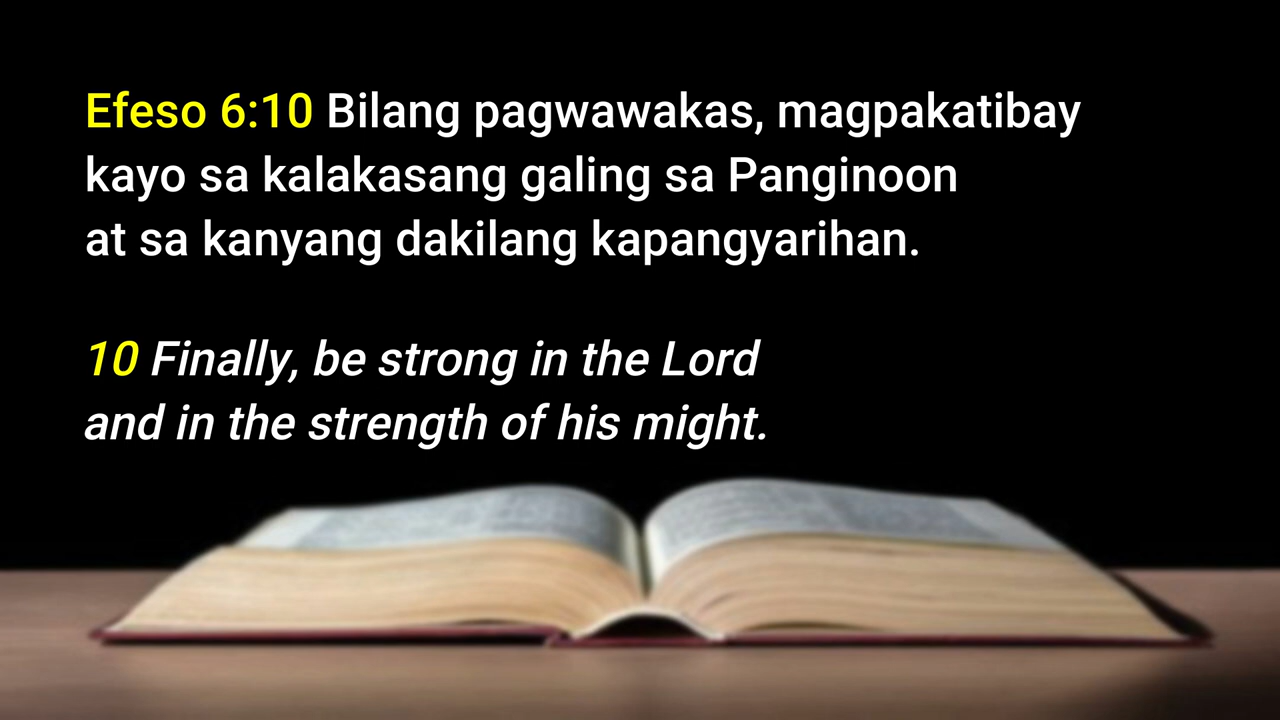 Efeso 6:10 Bilang pagwawakas, magpakatibay
kayo sa kalakasang galing sa Panginoon
at sa kanyang dakilang kapangyarihan.
10 Finally, be strong in the Lord
and in the strength of his might.